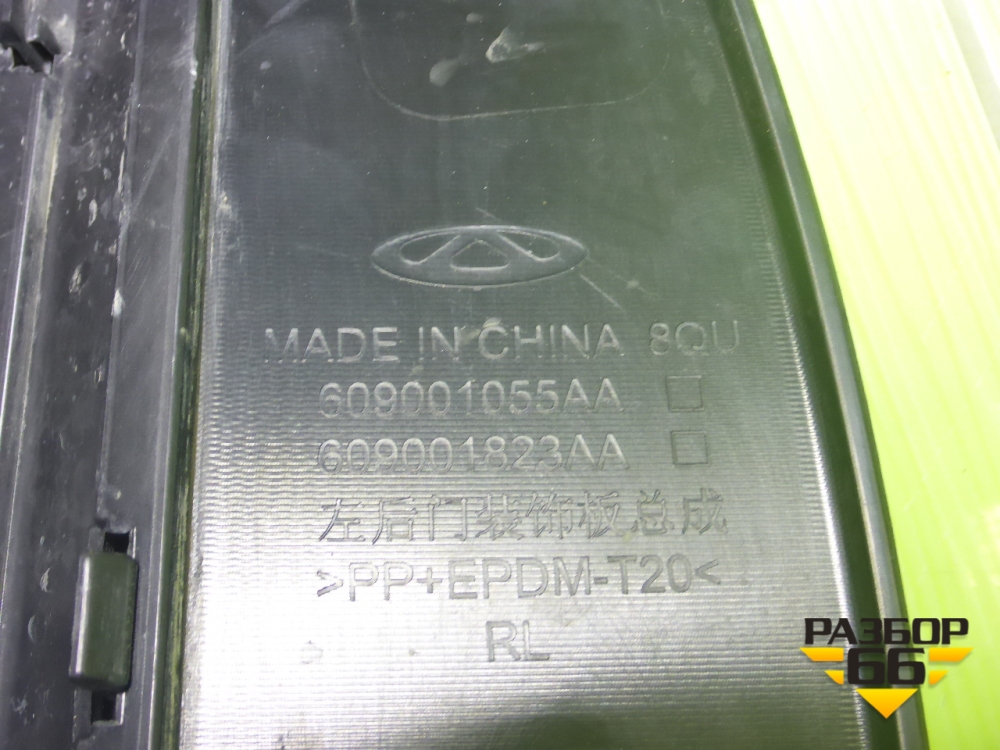 MADE IN CHINA 8QU
609001055AA
609001823AA
左后门装饰板总成
>PP+EPDM-T20<
RL
РАЗБОР
66